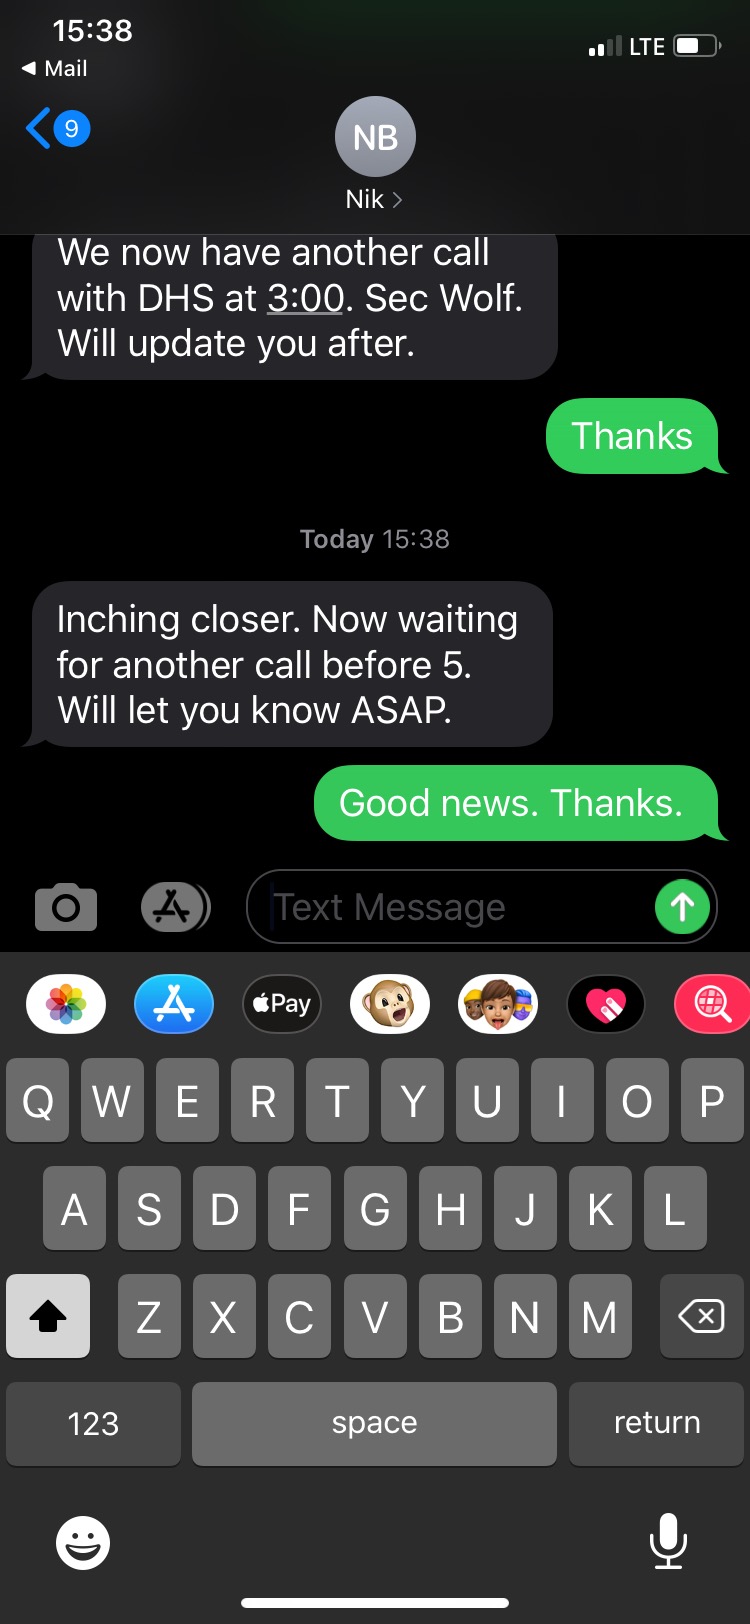 15:38
LTE
Mail
9
NB
Nik
We now have another call
with DHS at 3:00. Sec Wolf.
Will update you after.
Thanks
Today 15:38
Inching closer. Now waiting
for another call before 5.
Will let you know ASAP.
Good news. Thanks.
Text Message
Pay
Q W E R T Y U I O P
A S D F G H J K L
Z X C V B N M
123 space return